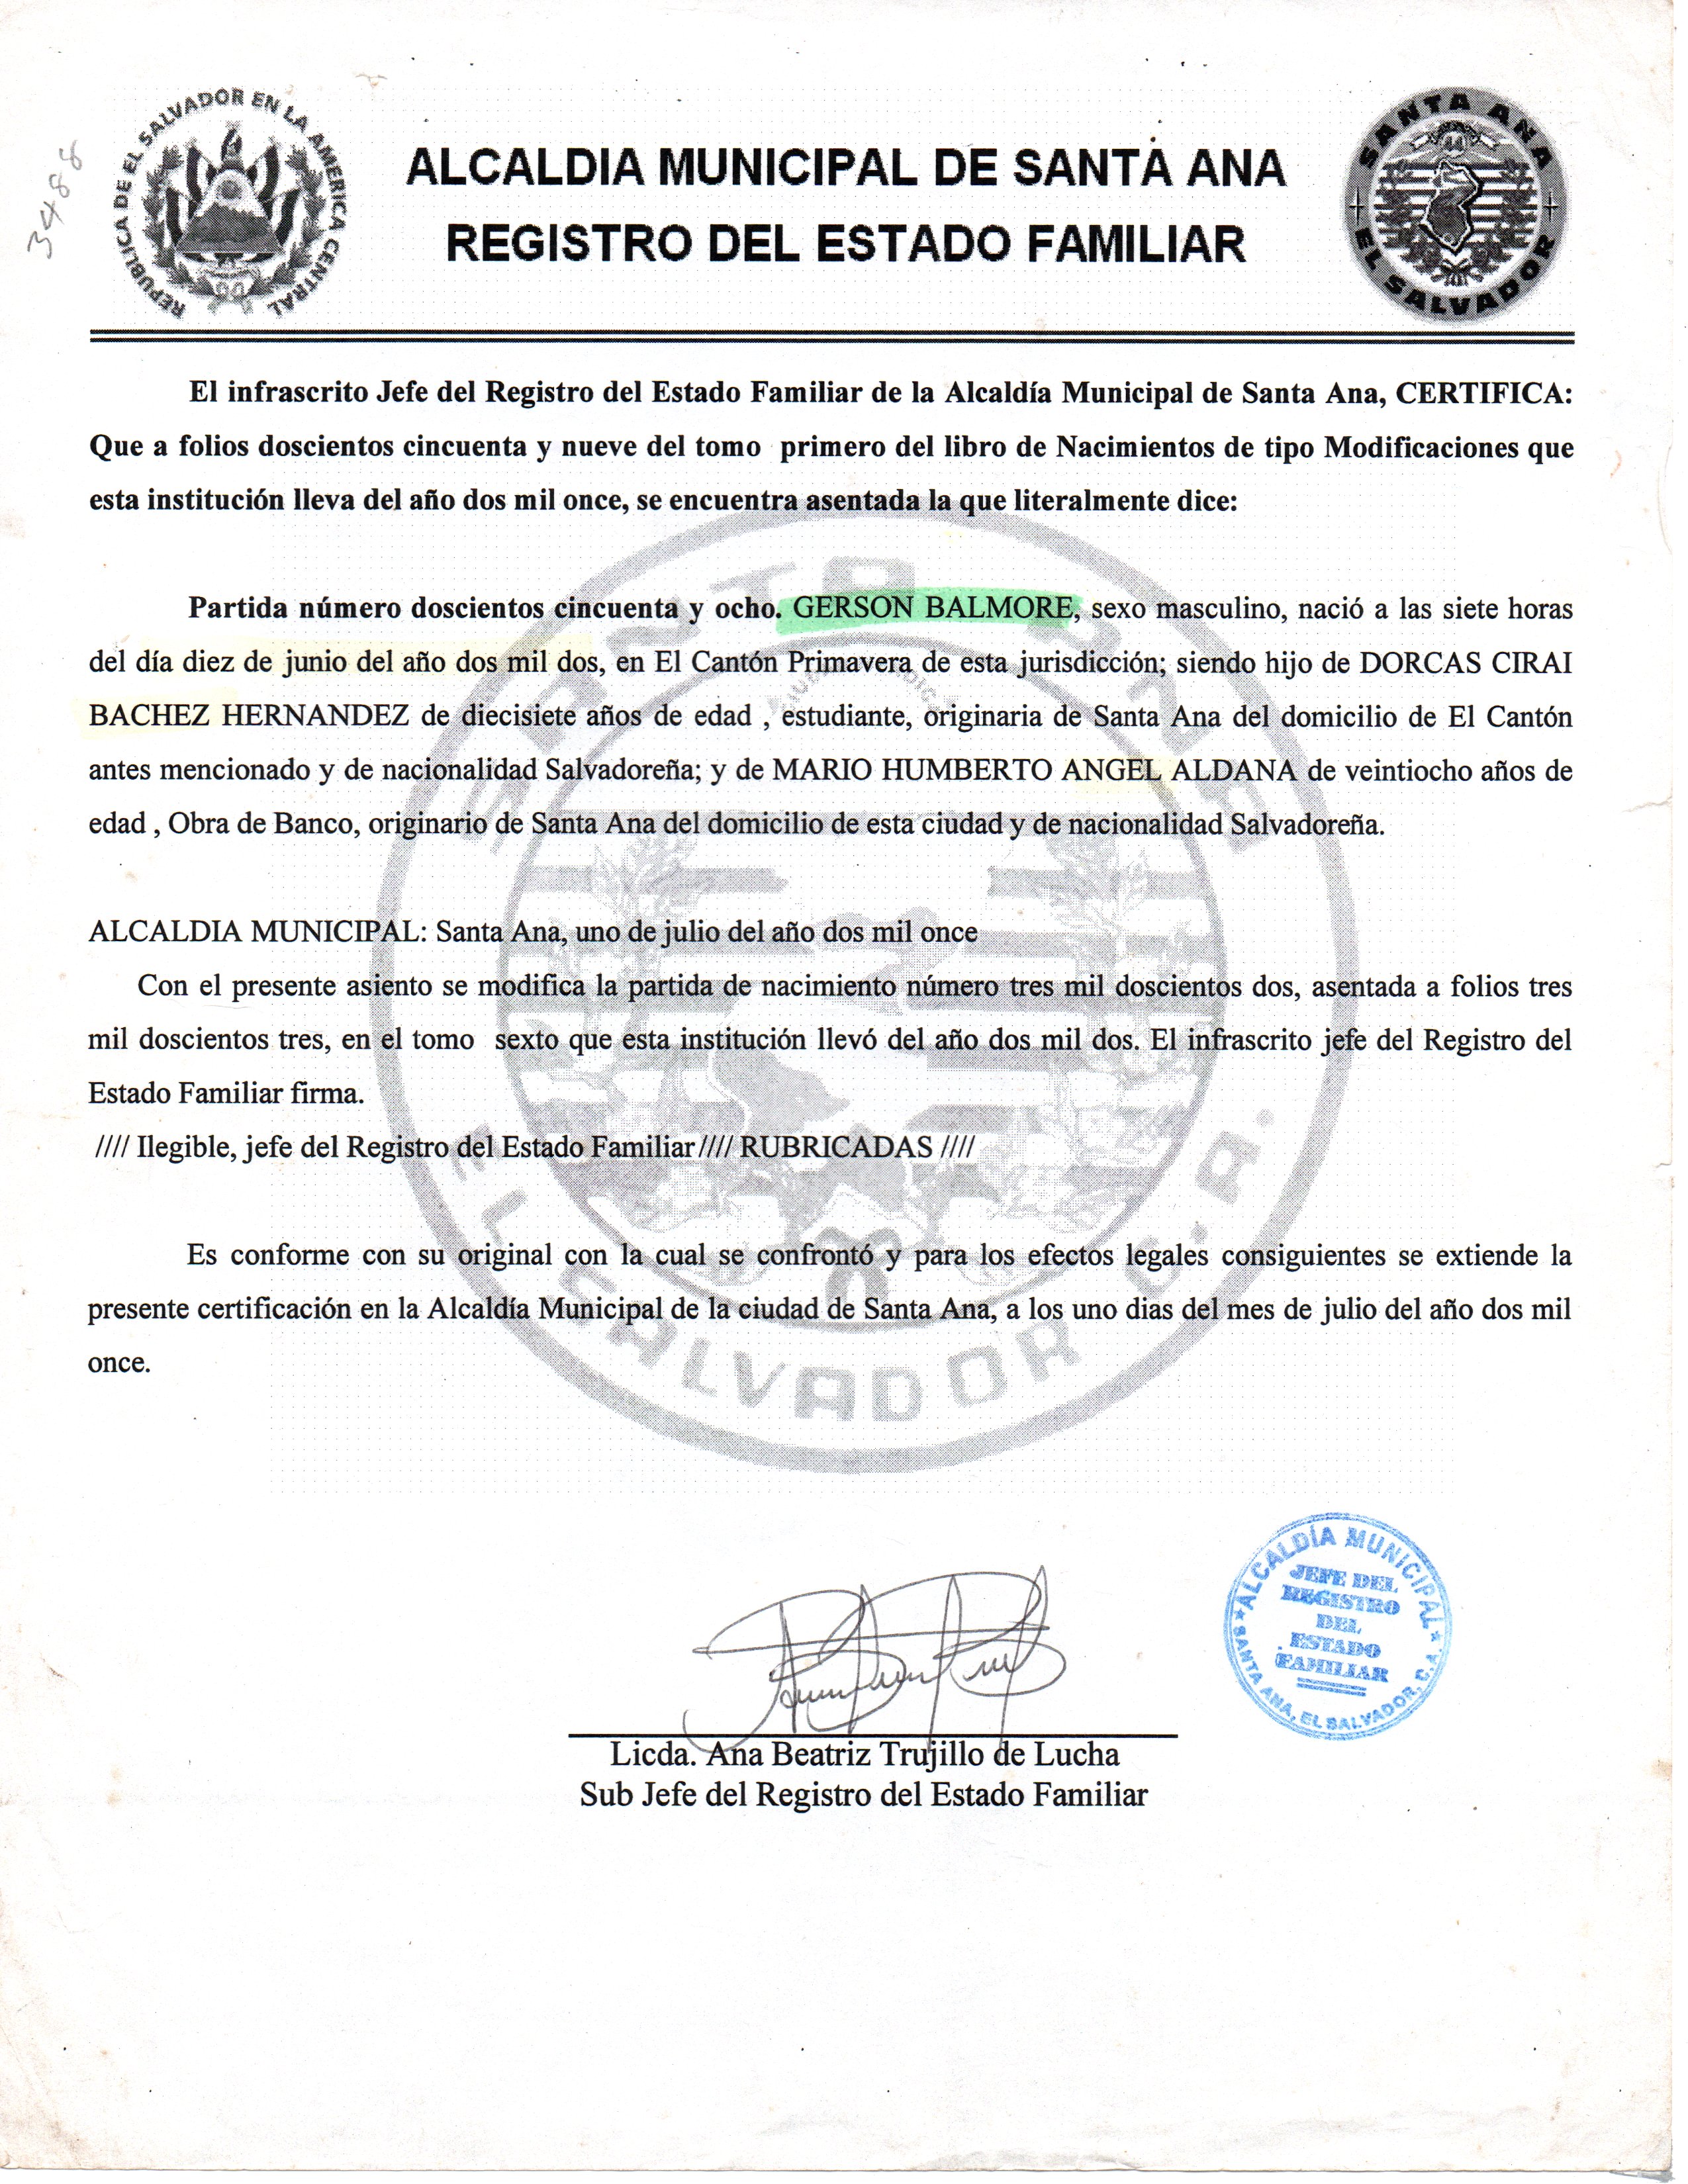 3488
REPUBLICA DE EL SALVADOR EN LA AMERICA CENTRAL
ALCALDIA MUNICIPAL DE SANTA ANA
REGISTRO DEL ESTADO FAMILIAR
SANTA ANA
EL SALVADOR
El infrascrito Jefe del Registro del Estado Familiar de la Alcaldía Municipal de Santa Ana, CERTIFICA:
Que a folios doscientos cincuenta y nueve del tomo primero del libro de Nacimientos de tipo Modificaciones que
esta institución lleva del año dos mil once, se encuentra asentada la que literalmente dice:
Partida número doscientos cincuenta y ocho. GERSON BALMORE, sexo masculino, nació a las siete horas
del día diez de junio del año dos mil dos, en El Cantón Primavera de esta jurisdicción; siendo hijo de DORCAS CIRAI
BACHEZ HERNANDEZ de diecisiete años de edad , estudiante, originaria de Santa Ana del domicilio de El Cantón
antes mencionado y de nacionalidad Salvadoreña; y de MARIO HUMBERTO ANGEL ALDANA de veintiocho años de
edad , Obra de Banco, originario de Santa Ana del domicilio de esta ciudad y de nacionalidad Salvadoreña.
ALCALDIA MUNICIPAL: Santa Ana, uno de julio del año dos mil once
Con el presente asiento se modifica la partida de nacimiento número tres mil doscientos dos, asentada a folios tres
mil doscientos tres, en el tomo sexto que esta institución llevó del año dos mil dos. El infrascrito jefe del Registro del
Estado Familiar firma.
//// Ilegible, jefe del Registro del Estado Familiar //// RUBRICADAS ////
Es conforme con su original con la cual se confrontó y para los efectos legales consiguientes se extiende la
presente certificación en la Alcaldía Municipal de la ciudad de Santa Ana, a los uno dias del mes de julio del año dos mil
once.
SANTA ANA
EL SALVADOR C.A.
ALCALDÍA MUNICIPAL
JEFE DEL
REGISTRO
DEL
ESTADO
FAMILIAR
SANTA ANA, EL SALVADOR, C.A.
Licda. Ana Beatriz Trujillo de Lucha
Sub Jefe del Registro del Estado Familiar